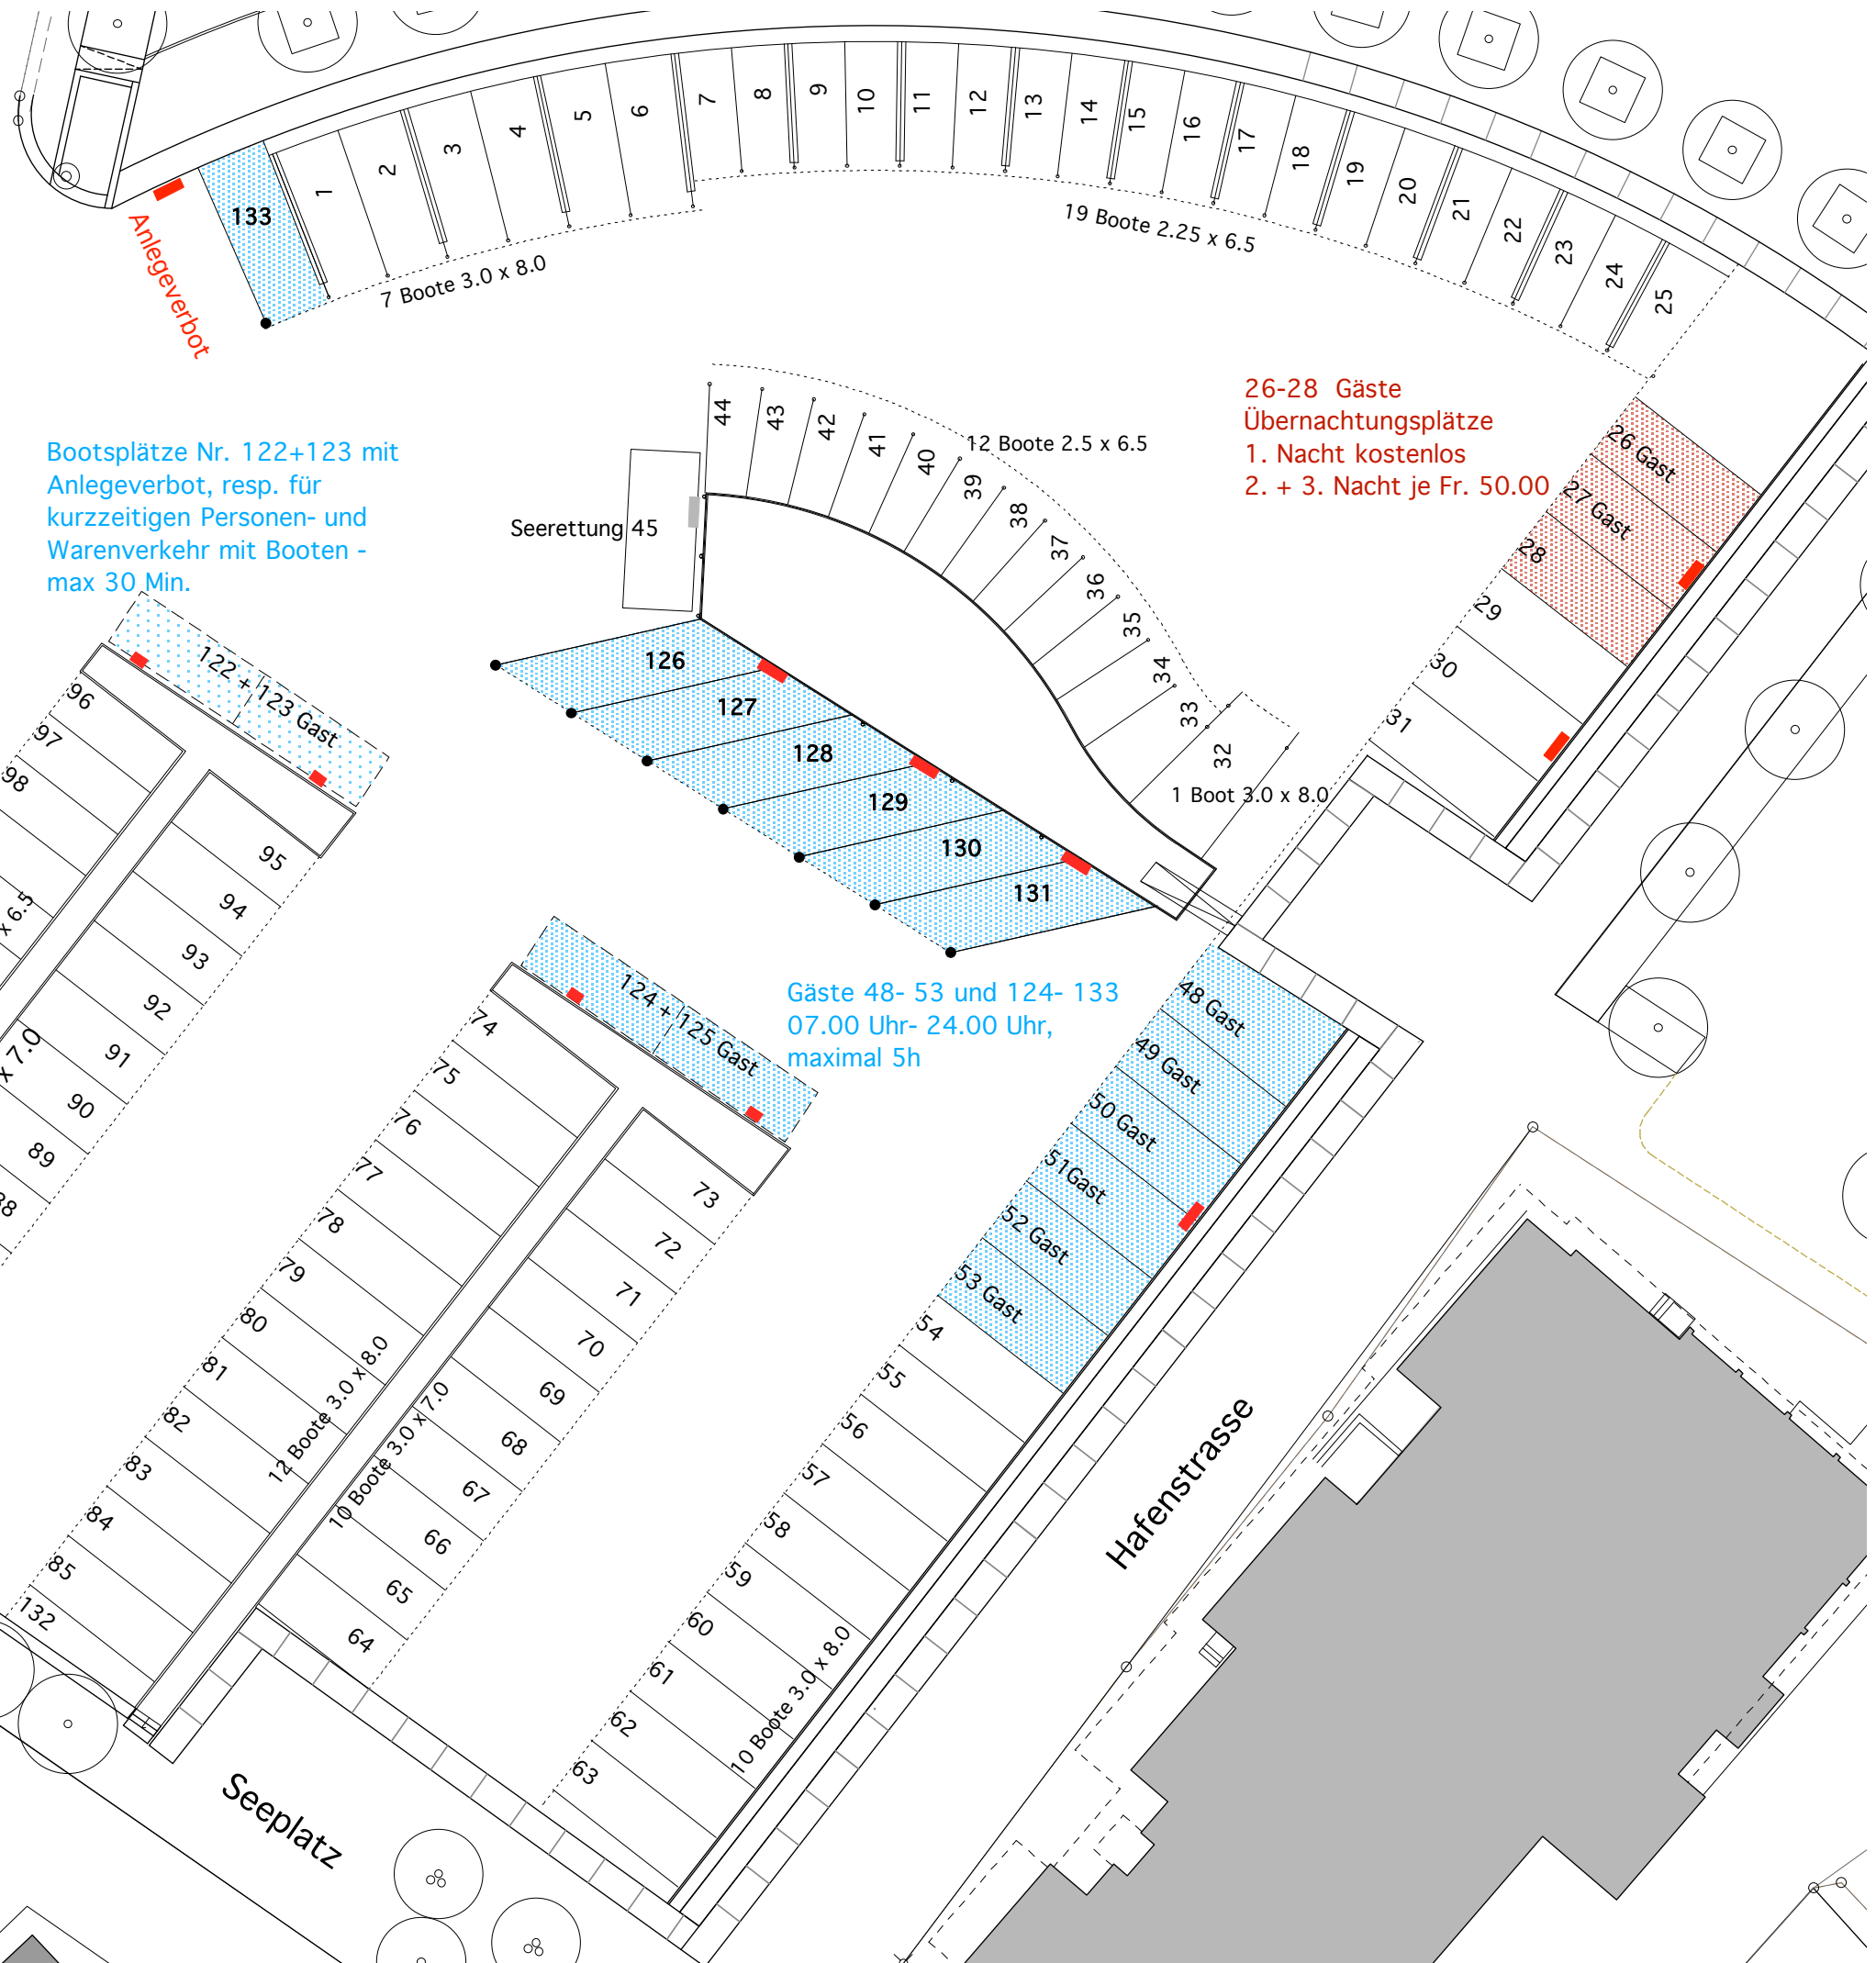 1
2
3
4
5
6
7
8
9
10
11
12
13
14
15
16
17
18
19
20
21
22
23
24
25
133
Anlegeverbot
7 Boote 3.0 x 8.0
19 Boote 2.25 x 6.5
26-28 Gäste
Übernachtungsplätze
1. Nacht kostenlos
2. + 3. Nacht je Fr. 50.00
26 Gast
27 Gast
28
29
30
31
44
43
42
41
40
39
38
37
36
35
34
33
32
12 Boote 2.5 x 6.5
1 Boot 3.0 x 8.0
Seerettung 45
Bootsplätze Nr. 122+123 mit
Anlegeverbot, resp. für
kurzzeitigen Personen- und
Warenverkehr mit Booten -
max 30 Min.
122 + 123 Gast
126
127
128
129
130
131
96
97
98
95
94
93
92
91
90
89
x 6.5
x 7.0
124 + 125 Gast
Gäste 48- 53 und 124- 133
07.00 Uhr- 24.00 Uhr,
maximal 5h
48 Gast
49 Gast
50 Gast
51Gast
52 Gast
53 Gast
54
55
56
57
58
59
60
61
62
63
10 Boote 3.0 x 8.0
74
75
76
77
78
79
80
81
82
83
84
85
132
12 Boote 3.0 x 8.0
10 Boote 3.0 x 7.0
73
72
71
70
69
68
67
66
65
64
Hafenstrasse
Seeplatz